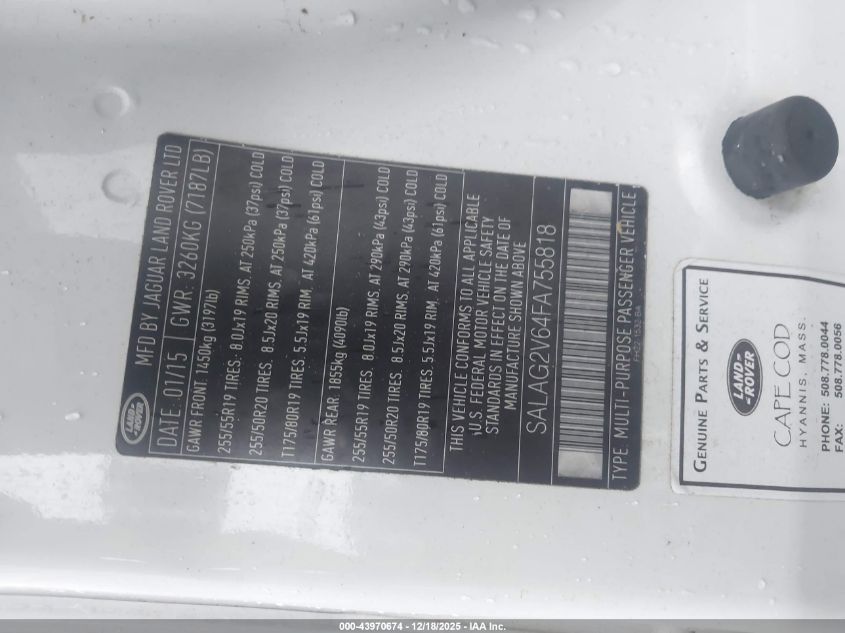 LAND ROVER
MFD BY JAGUAR LAND ROVER LTD
DATE: 01/15 GWR: 3260KG (7187LB)
GAWR FRONT: 1450kg (3197lb)
255/55R19 TIRES: 8.0Jx19 RIMS, AT 250kPa (37psi) COLD
255/50R20 TIRES, 8.5Jx20 RIMS, AT 250kPa (37psi) COLD
T175/80R19 TIRES, 5.5Jx19 RIM, AT 420kPa (61psi) COLD
GAWR REAR: 1855kg (4090lb)
255/55R19 TIRES, 8.0Jx19 RIMS, AT 290kPa (43psi) COLD
255/50R20 TIRES, 8.5Jx20 RIMS, AT 290kPa (43psi) COLD
T175/80R19 TIRES, 5.5Jx19 RIM, AT 420kPa (61psi) COLD
THIS VEHICLE CONFORMS TO ALL APPLICABLE
U.S. FEDERAL MOTOR VEHICLE SAFETY
STANDARDS IN EFFECT ON THE DATE OF
MANUFACTURE SHOWN ABOVE
SALAG2V64FA755818
TYPE: MULTI-PURPOSE PASSENGER VEHICLE
GENUINE PARTS & SERVICE
LAND ROVER
CAPE COD
HYANNIS, MASS.
PHONE: 508.778.0044
FAX: 508.778.0056
000-43970674 - 12/18/2025 - IAA Inc.